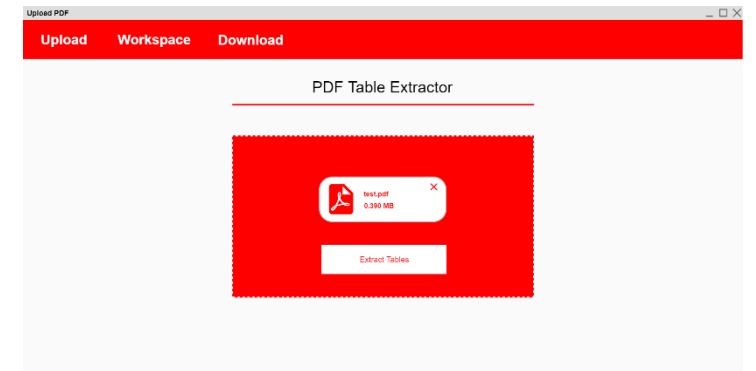 Upload PDF
Upload Workspace Download
PDF Table Extractor
test.pdf
0.390 MB
Extract Tables